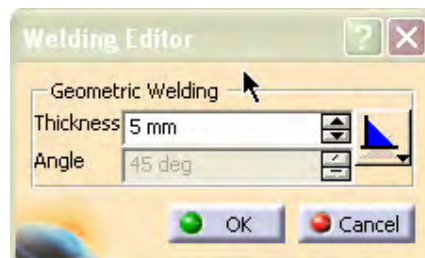 Welding Editor
Geometric Welding
Thickness 5 mm
Angle 45 deg
OK Cancel